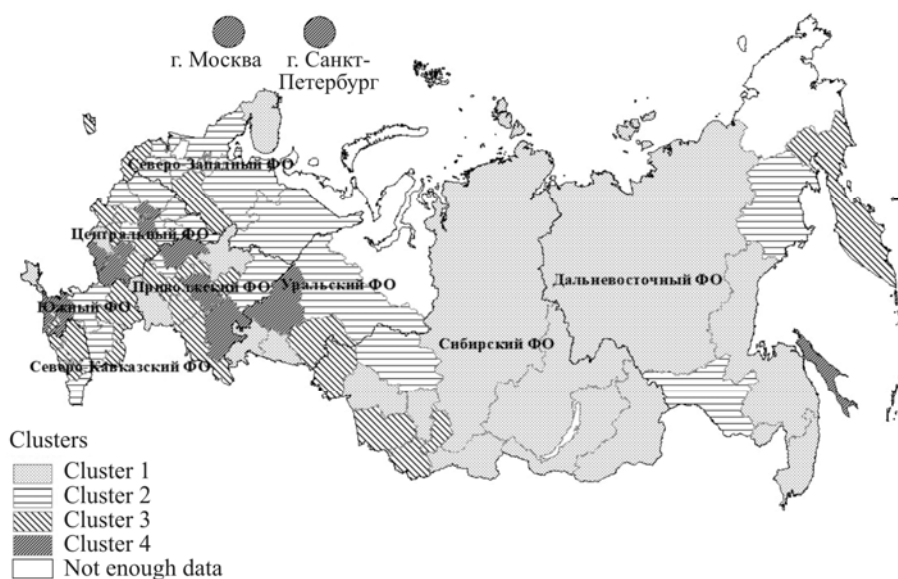 г. Москва
г. Санкт-
Петербург
Северо-Западный ФО
Центральный ФО
Приволжский ФО
Уральский ФО
Южный ФО
Северо-Кавказский ФО
Сибирский ФО
Дальневосточный ФО
Clusters
Cluster 1
Cluster 2
Cluster 3
Cluster 4
Not enough data